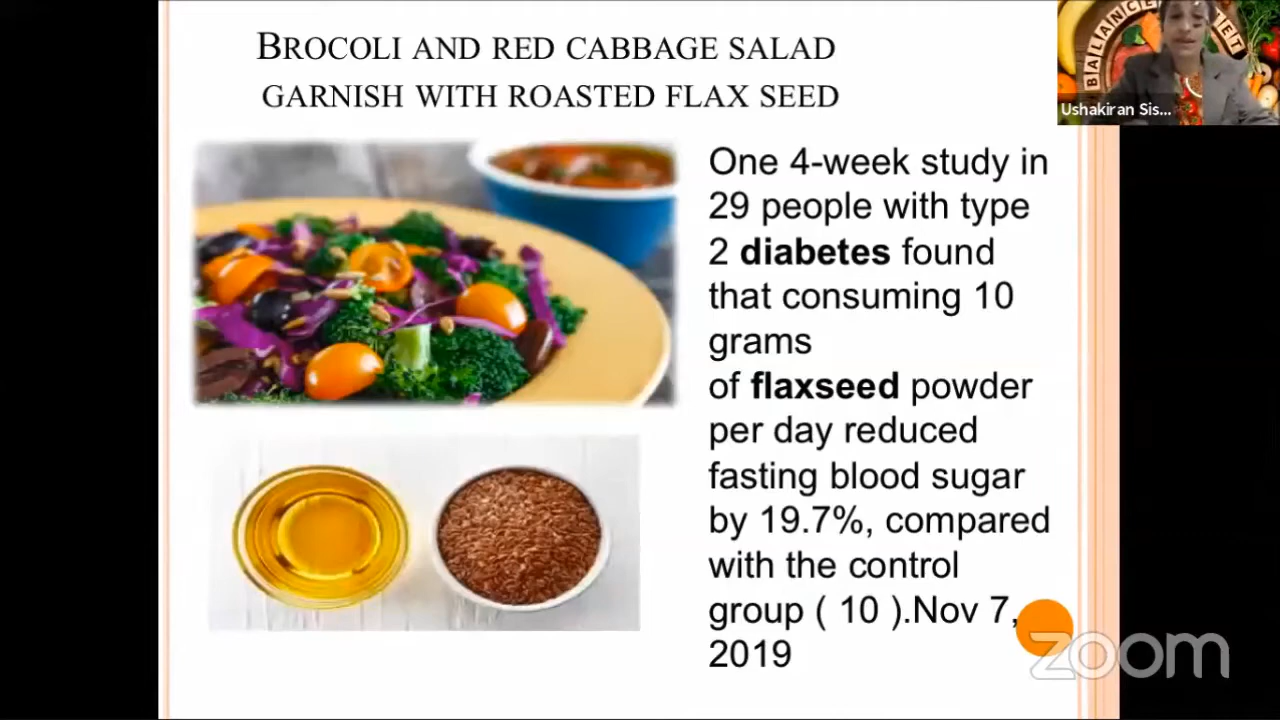 BROCOLI AND RED CABBAGE SALAD
GARNISH WITH ROASTED FLAX SEED
BALANCE
ET
Ushakiran Sis...
One 4-week study in
29 people with type
2 diabetes found
that consuming 10
grams
of flaxseed powder
per day reduced
fasting blood sugar
by 19.7%, compared
with the control
group ( 10 ).Nov 7,
2019
zoom